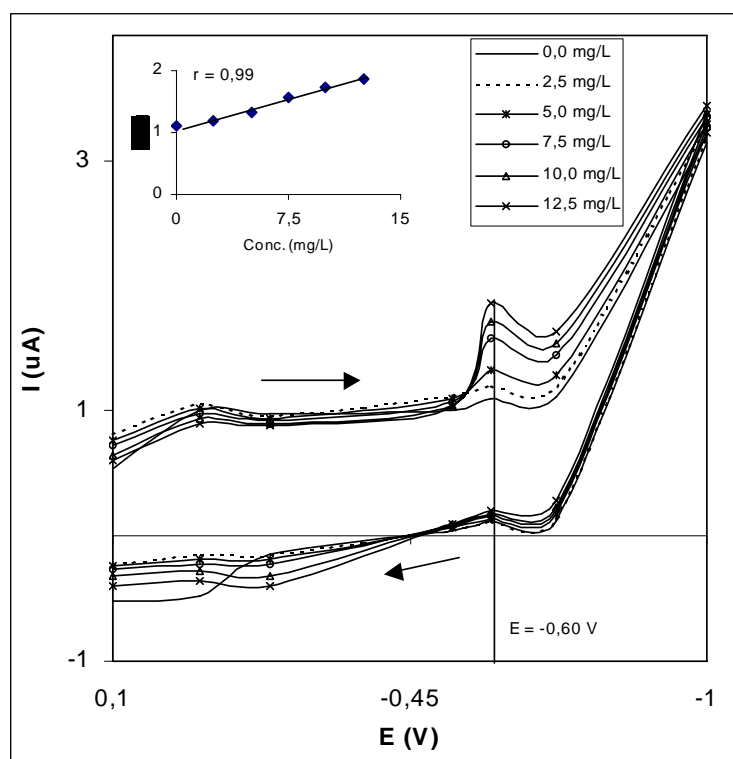 2
r = 0,99
1
0
0
7,5
15
Conc. (mg/L)
0,0 mg/L
2,5 mg/L
5,0 mg/L
7,5 mg/L
10,0 mg/L
12,5 mg/L
3
1
-1
I (uA)
E = -0,60 V
0,1
-0,45
-1
E (V)